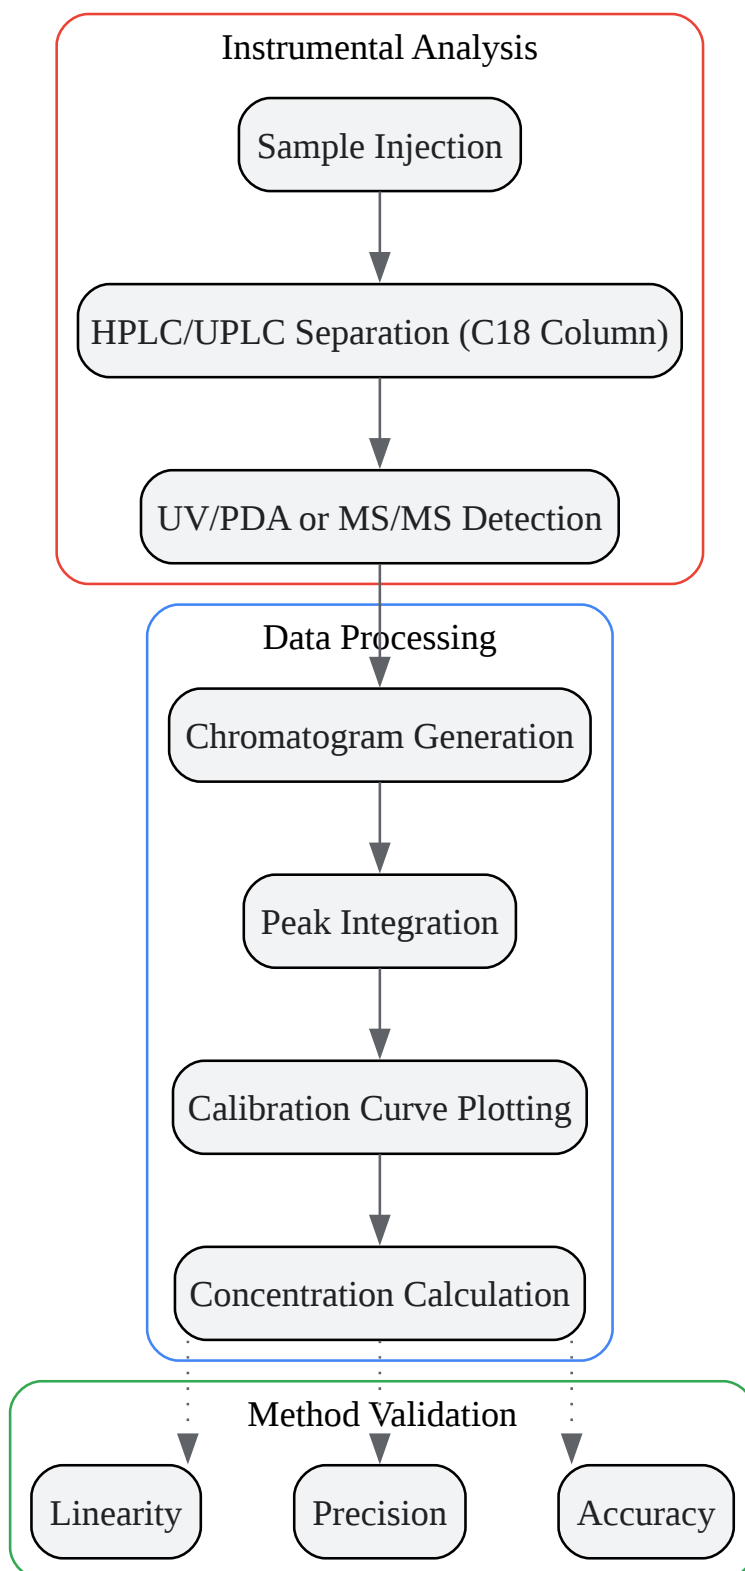 Instrumental Analysis
Sample Injection
HPLC/UPLC Separation (C18 Column)
UV/PDA or MS/MS Detection
Data Processing
Chromatogram Generation
Peak Integration
Calibration Curve Plotting
Concentration Calculation
Method Validation
Linearity
Precision
Accuracy